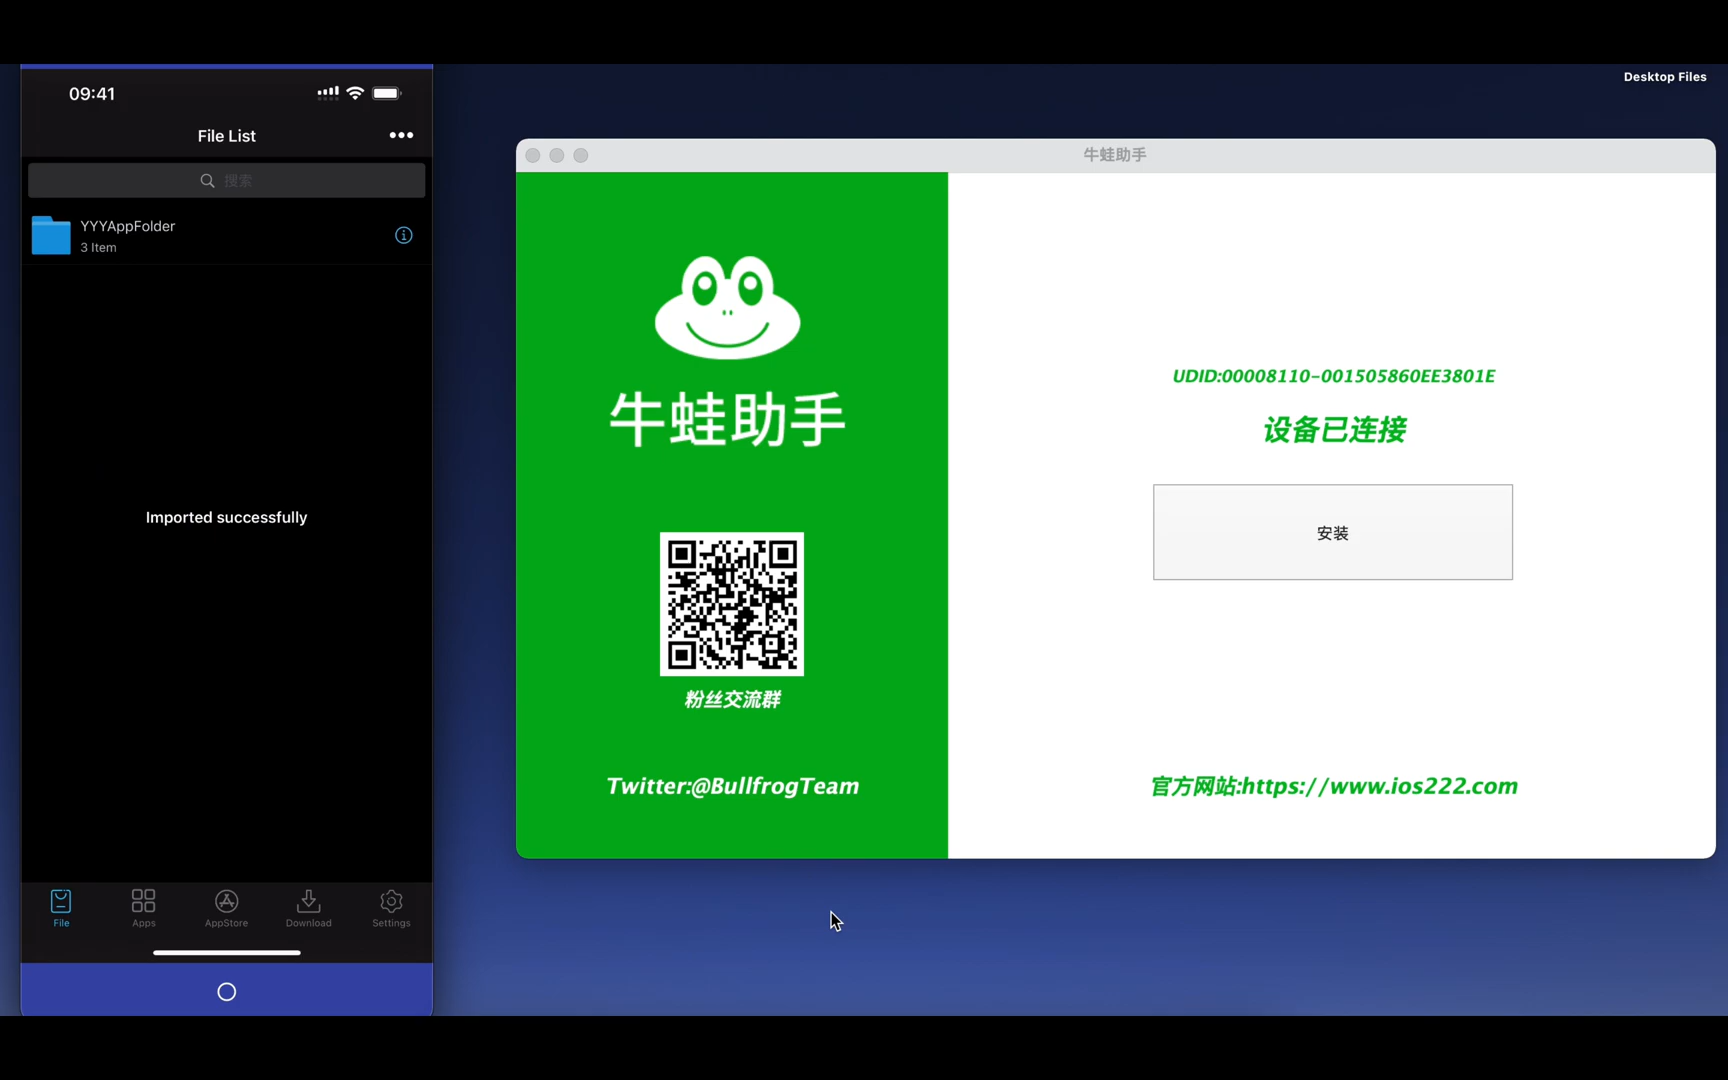 Desktop Files
09:41
File List
搜索
YYYAppFolder
3 Item
Imported successfully
File
Apps
AppStore
Download
Settings
牛蛙助手
牛蛙助手
粉丝交流群
Twitter:@BullfrogTeam
UDID:00008110-001505860EE3801E
设备已连接
安装
官方网站:https://www.ios222.com